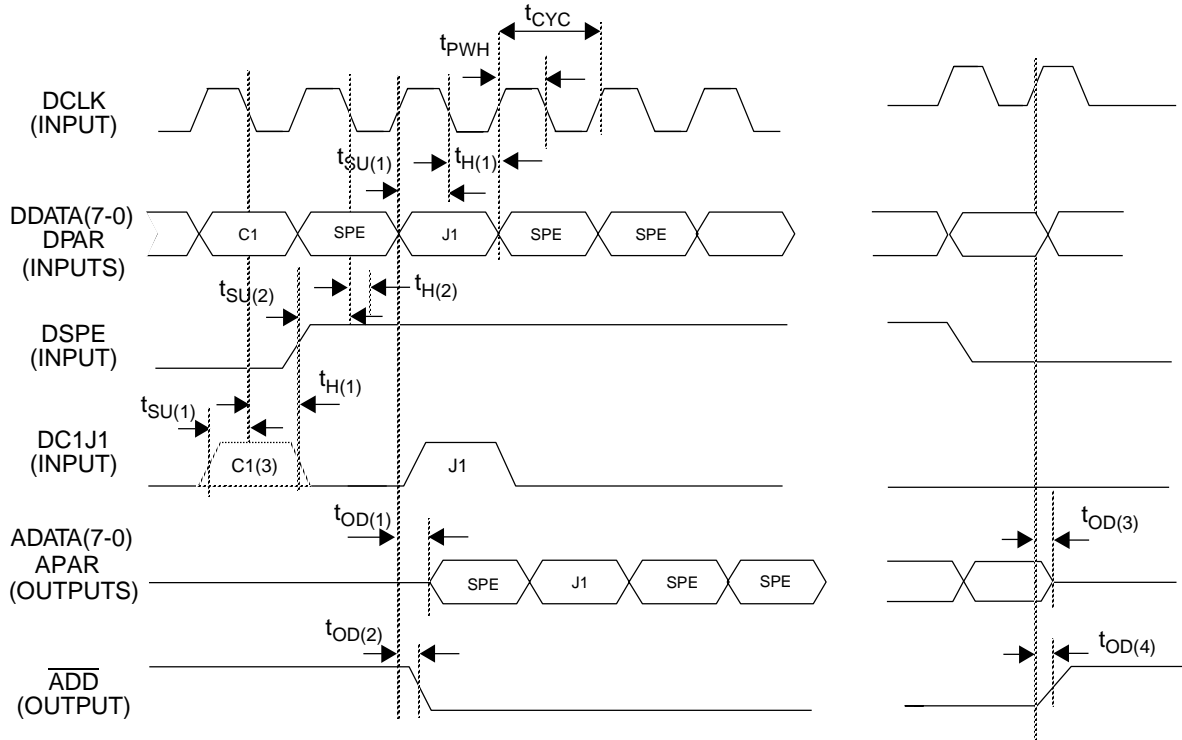 tCYC
tPWH
DCLK
(INPUT)
tSU(1)
tH(1)
DDATA(7-0)
DPAR
(INPUTS)
C1
SPE
J1
SPE
SPE
tSU(2)
tH(2)
DSPE
(INPUT)
tH(1)
tSU(1)
DC1J1
(INPUT)
C1(3)
J1
tOD(1)
tOD(3)
ADATA(7-0)
APAR
(OUTPUTS)
SPE
J1
SPE
SPE
tOD(2)
tOD(4)
ADD
(OUTPUT)